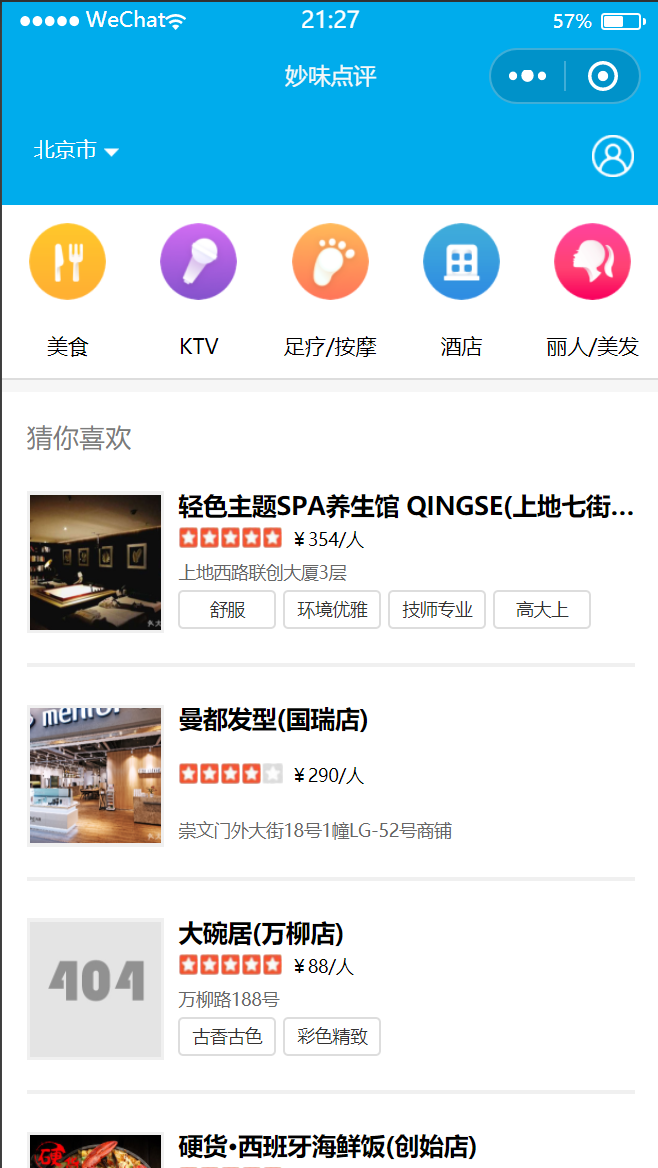 WeChat 21:27 57%
妙味点评
北京市
美食 KTV 足疗/按摩 酒店 丽人/美发
猜你喜欢
轻色主题SPA养生馆 QINGSE(上地七街...
¥354/人
上地西路联创大厦3层
舒服 环境优雅 技师专业 高大上
曼都发型(国瑞店)
¥290/人
崇文门外大街18号1幢LG-52号商铺
404
大碗居(万柳店)
¥88/人
万柳路188号
古香古色 彩色精致
硬货•西班牙海鲜饭(创始店)